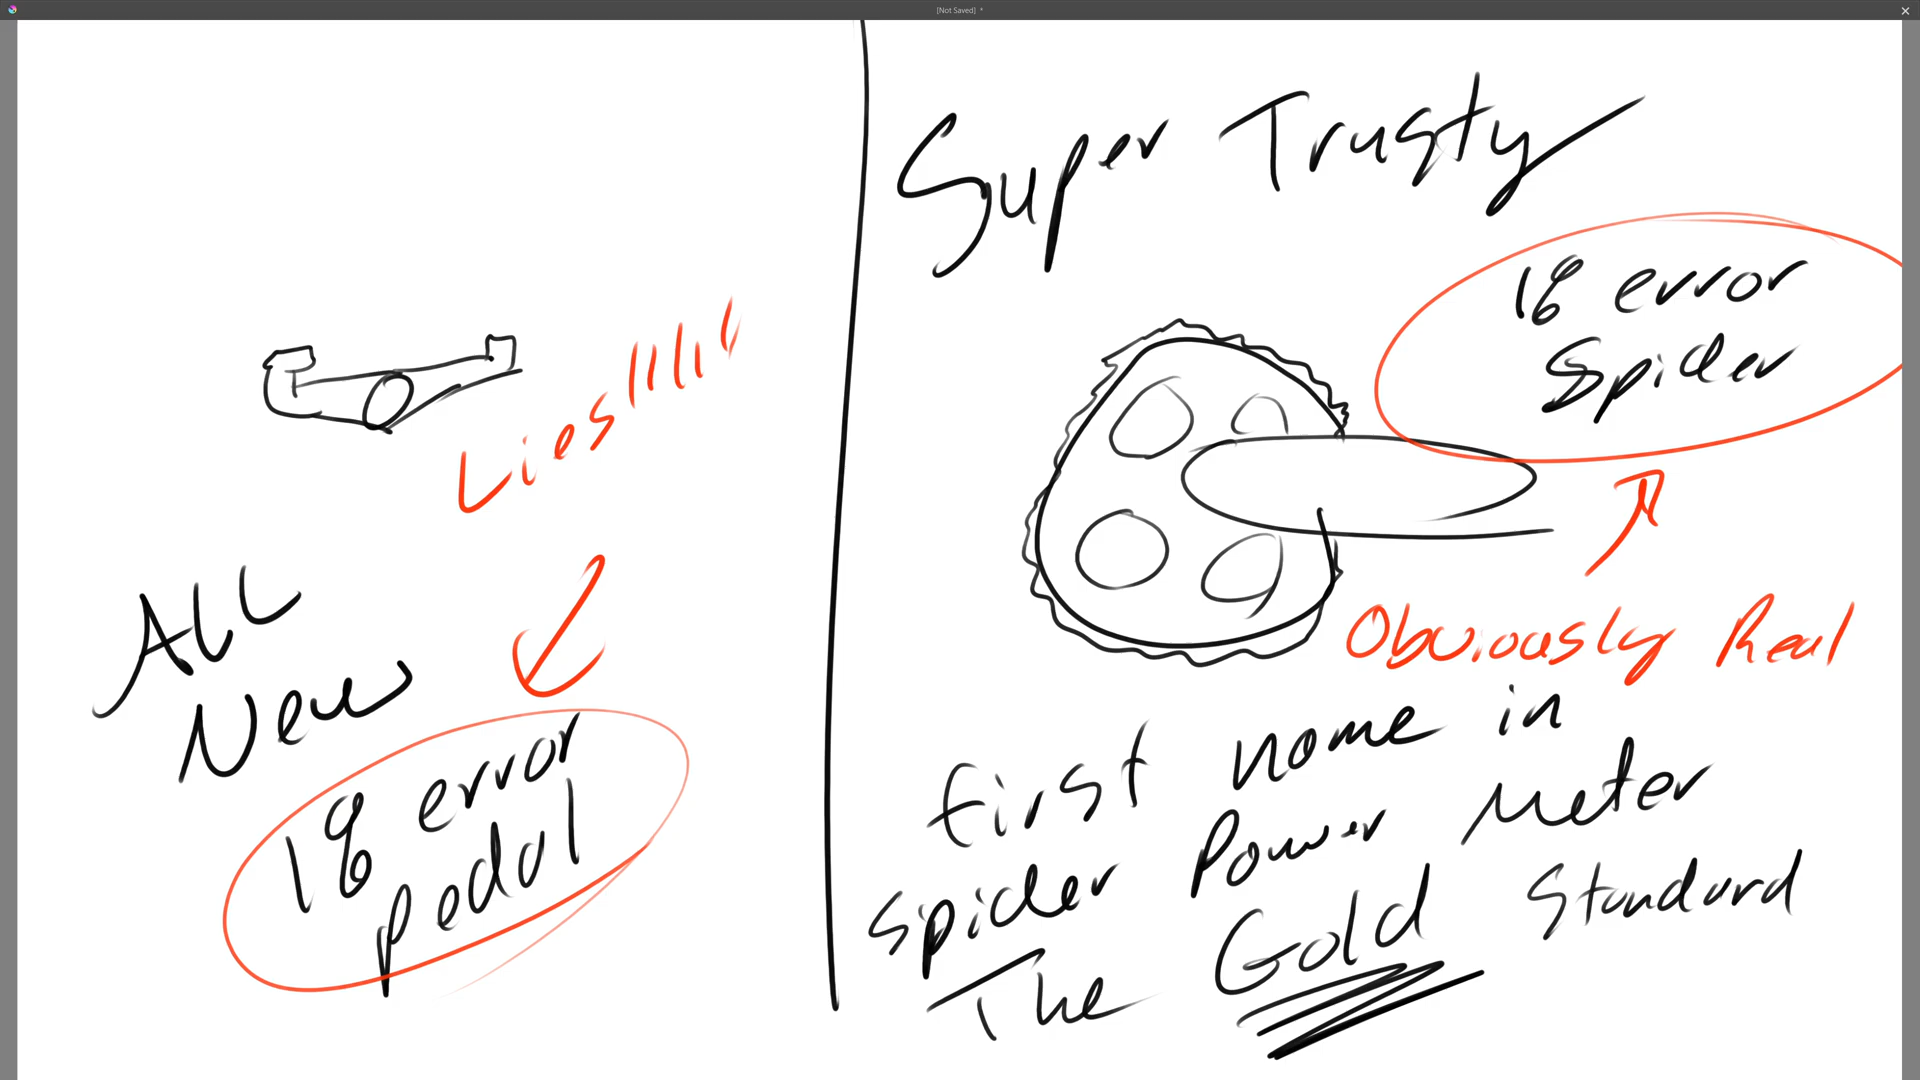 [Not Saved] *
Lies!!!!!
ALL
New
1% error
pedal
Super Trusty
1% error
Spider
Obviously Real
first name in
spider Power Meter
The Gold Standard